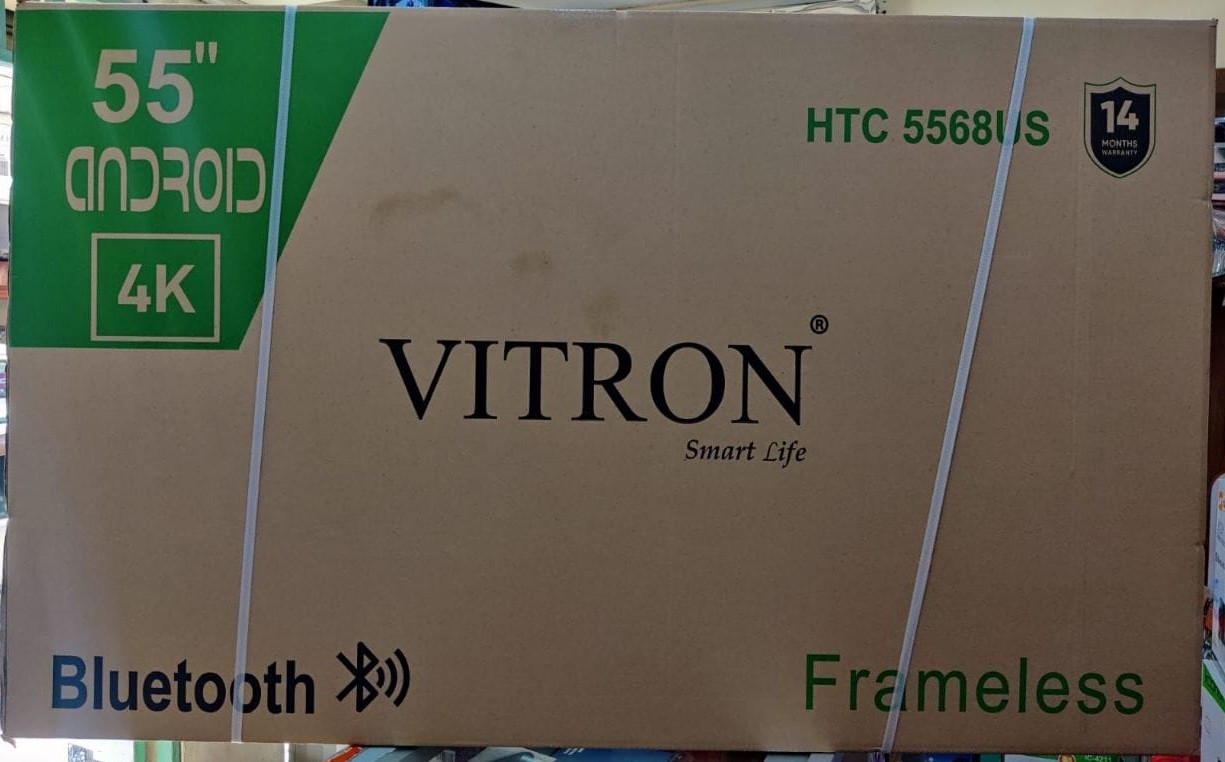 55"
ANDROID
4K
HTC 5568US
14
MONTHS
WARRANTY
VITRON®
Smart Life
Bluetooth
Frameless